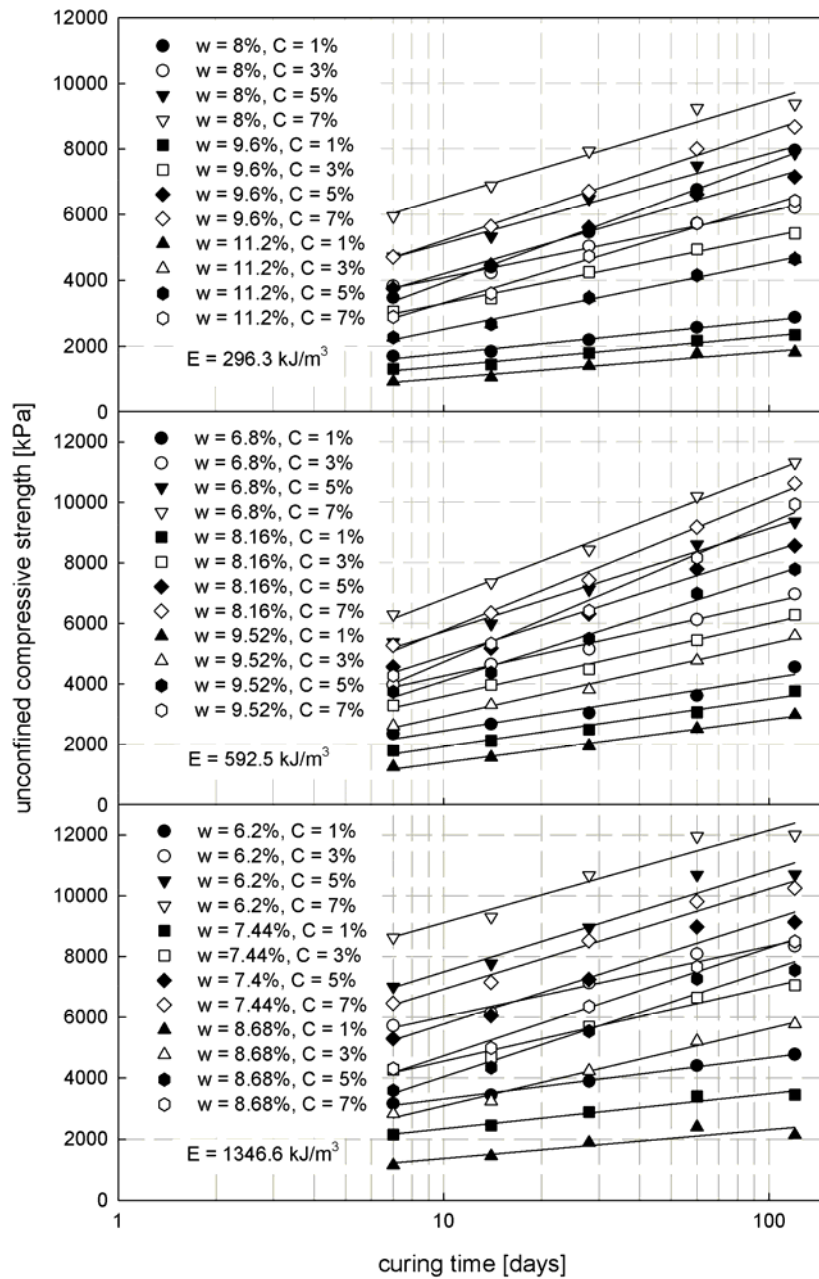 12000
10000
8000
6000
4000
2000
0
w = 8%, C = 1%
w = 8%, C = 3%
w = 8%, C = 5%
w = 8%, C = 7%
w = 9.6%, C = 1%
w = 9.6%, C = 3%
w = 9.6%, C = 5%
w = 9.6%, C = 7%
w = 11.2%, C = 1%
w = 11.2%, C = 3%
w = 11.2%, C = 5%
w = 11.2%, C = 7%
E = 296.3 kJ/m³
unconfined compressive strength [kPa]
12000
10000
8000
6000
4000
2000
0
w = 6.8%, C = 1%
w = 6.8%, C = 3%
w = 6.8%, C = 5%
w = 6.8%, C = 7%
w = 8.16%, C = 1%
w = 8.16%, C = 3%
w = 8.16%, C = 5%
w = 8.16%, C = 7%
w = 9.52%, C = 1%
w = 9.52%, C = 3%
w = 9.52%, C = 5%
w = 9.52%, C = 7%
E = 592.5 kJ/m³
12000
10000
8000
6000
4000
2000
0
w = 6.2%, C = 1%
w = 6.2%, C = 3%
w = 6.2%, C = 5%
w = 6.2%, C = 7%
w = 7.44%, C = 1%
w =7.44%, C = 3%
w = 7.4%, C = 5%
w = 7.44%, C = 7%
w = 8.68%, C = 1%
w = 8.68%, C = 3%
w = 8.68%, C = 5%
w = 8.68%, C = 7%
E = 1346.6 kJ/m³
1 10 100
curing time [days]